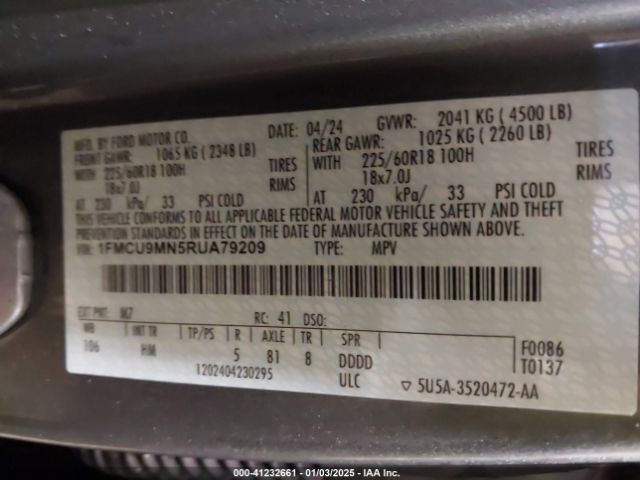 MFD. BY FORD MOTOR CO.
DATE: 04/24 GVWR: 2041 KG ( 4500 LB)
FRONT GAWR: 1065 KG ( 2348 LB) REAR GAWR: 1025 KG ( 2260 LB)
WITH 225/60R18 100H TIRES WITH 225/60R18 100H TIRES
18x7.0J RIMS 18x7.0J RIMS
AT 230 kPa/ 33 PSI COLD AT 230 kPa/ 33 PSI COLD
THIS VEHICLE CONFORMS TO ALL APPLICABLE FEDERAL MOTOR VEHICLE SAFETY AND THEFT
PREVENTION STANDARDS IN EFFECT ON THE DATE OF MANUFACTURE SHOWN ABOVE.
VIN: 1FMCU9MN5RUA79209 TYPE: MPV
EXT PNT: M7 RC: 41 DSO:
WB INT TR TP/PS R AXLE TR SPR
106 HM 5 81 8 DDDD F0086
1202404230295 ULC T0137
▽ 5U5A-3520472-AA
000-41232661 - 01/03/2025 - IAA Inc.